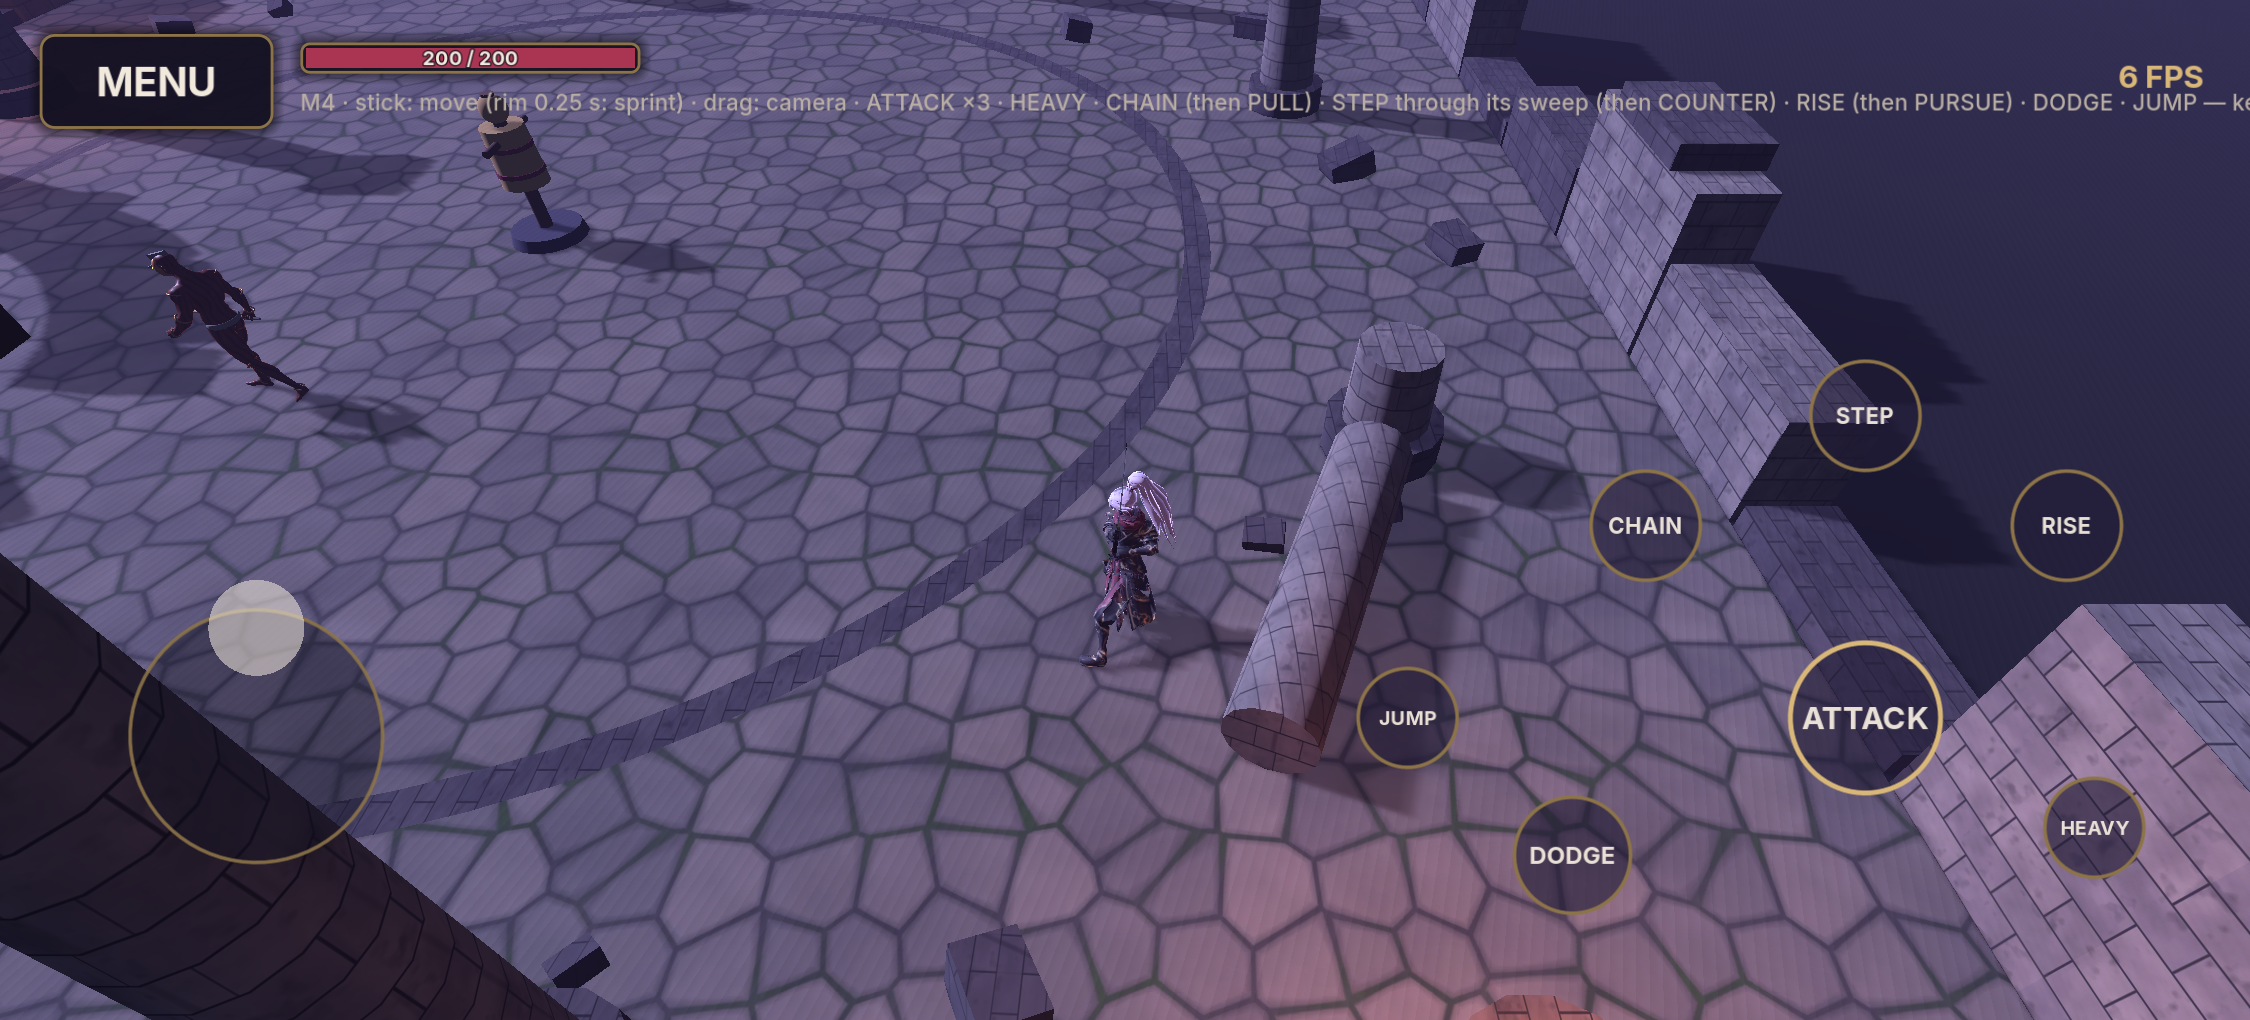 MENU
200 / 200
6 FPS
M4 · stick: move (rim 0.25 s: sprint) · drag: camera · ATTACK ×3 · HEAVY · CHAIN (then PULL) · STEP through its sweep (then COUNTER) · RISE (then PURSUE) · DODGE · JUMP —
STEP
CHAIN
RISE
JUMP
ATTACK
HEAVY
DODGE